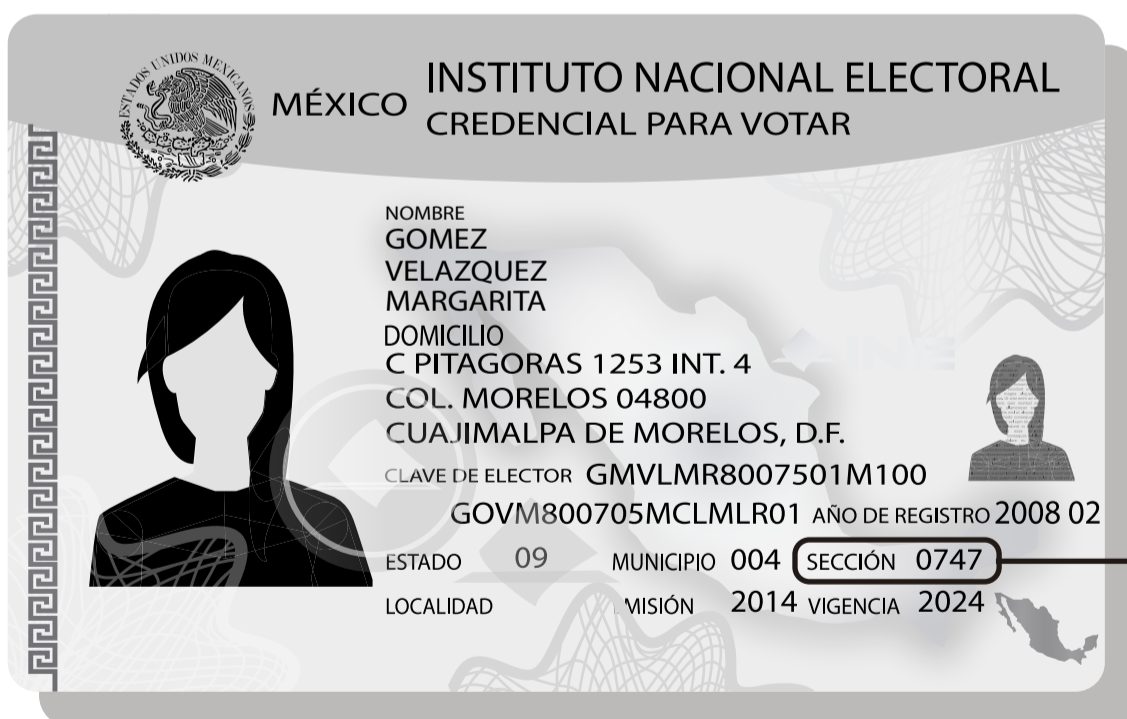 ESTADOS UNIDOS MEXICANOS
MÉXICO
INSTITUTO NACIONAL ELECTORAL
CREDENCIAL PARA VOTAR
NOMBRE
GOMEZ
VELAZQUEZ
MARGARITA
DOMICILIO
C PITAGORAS 1253 INT. 4
COL. MORELOS 04800
CUAJIMALPA DE MORELOS, D.F.
INE
CLAVE DE ELECTOR GMVLMR8007501M100
GOVM800705MCLMLR01 AÑO DE REGISTRO 2008 02
ESTADO 09 MUNICIPIO 004 SECCIÓN 0747
LOCALIDAD MISIÓN 2014 VIGENCIA 2024